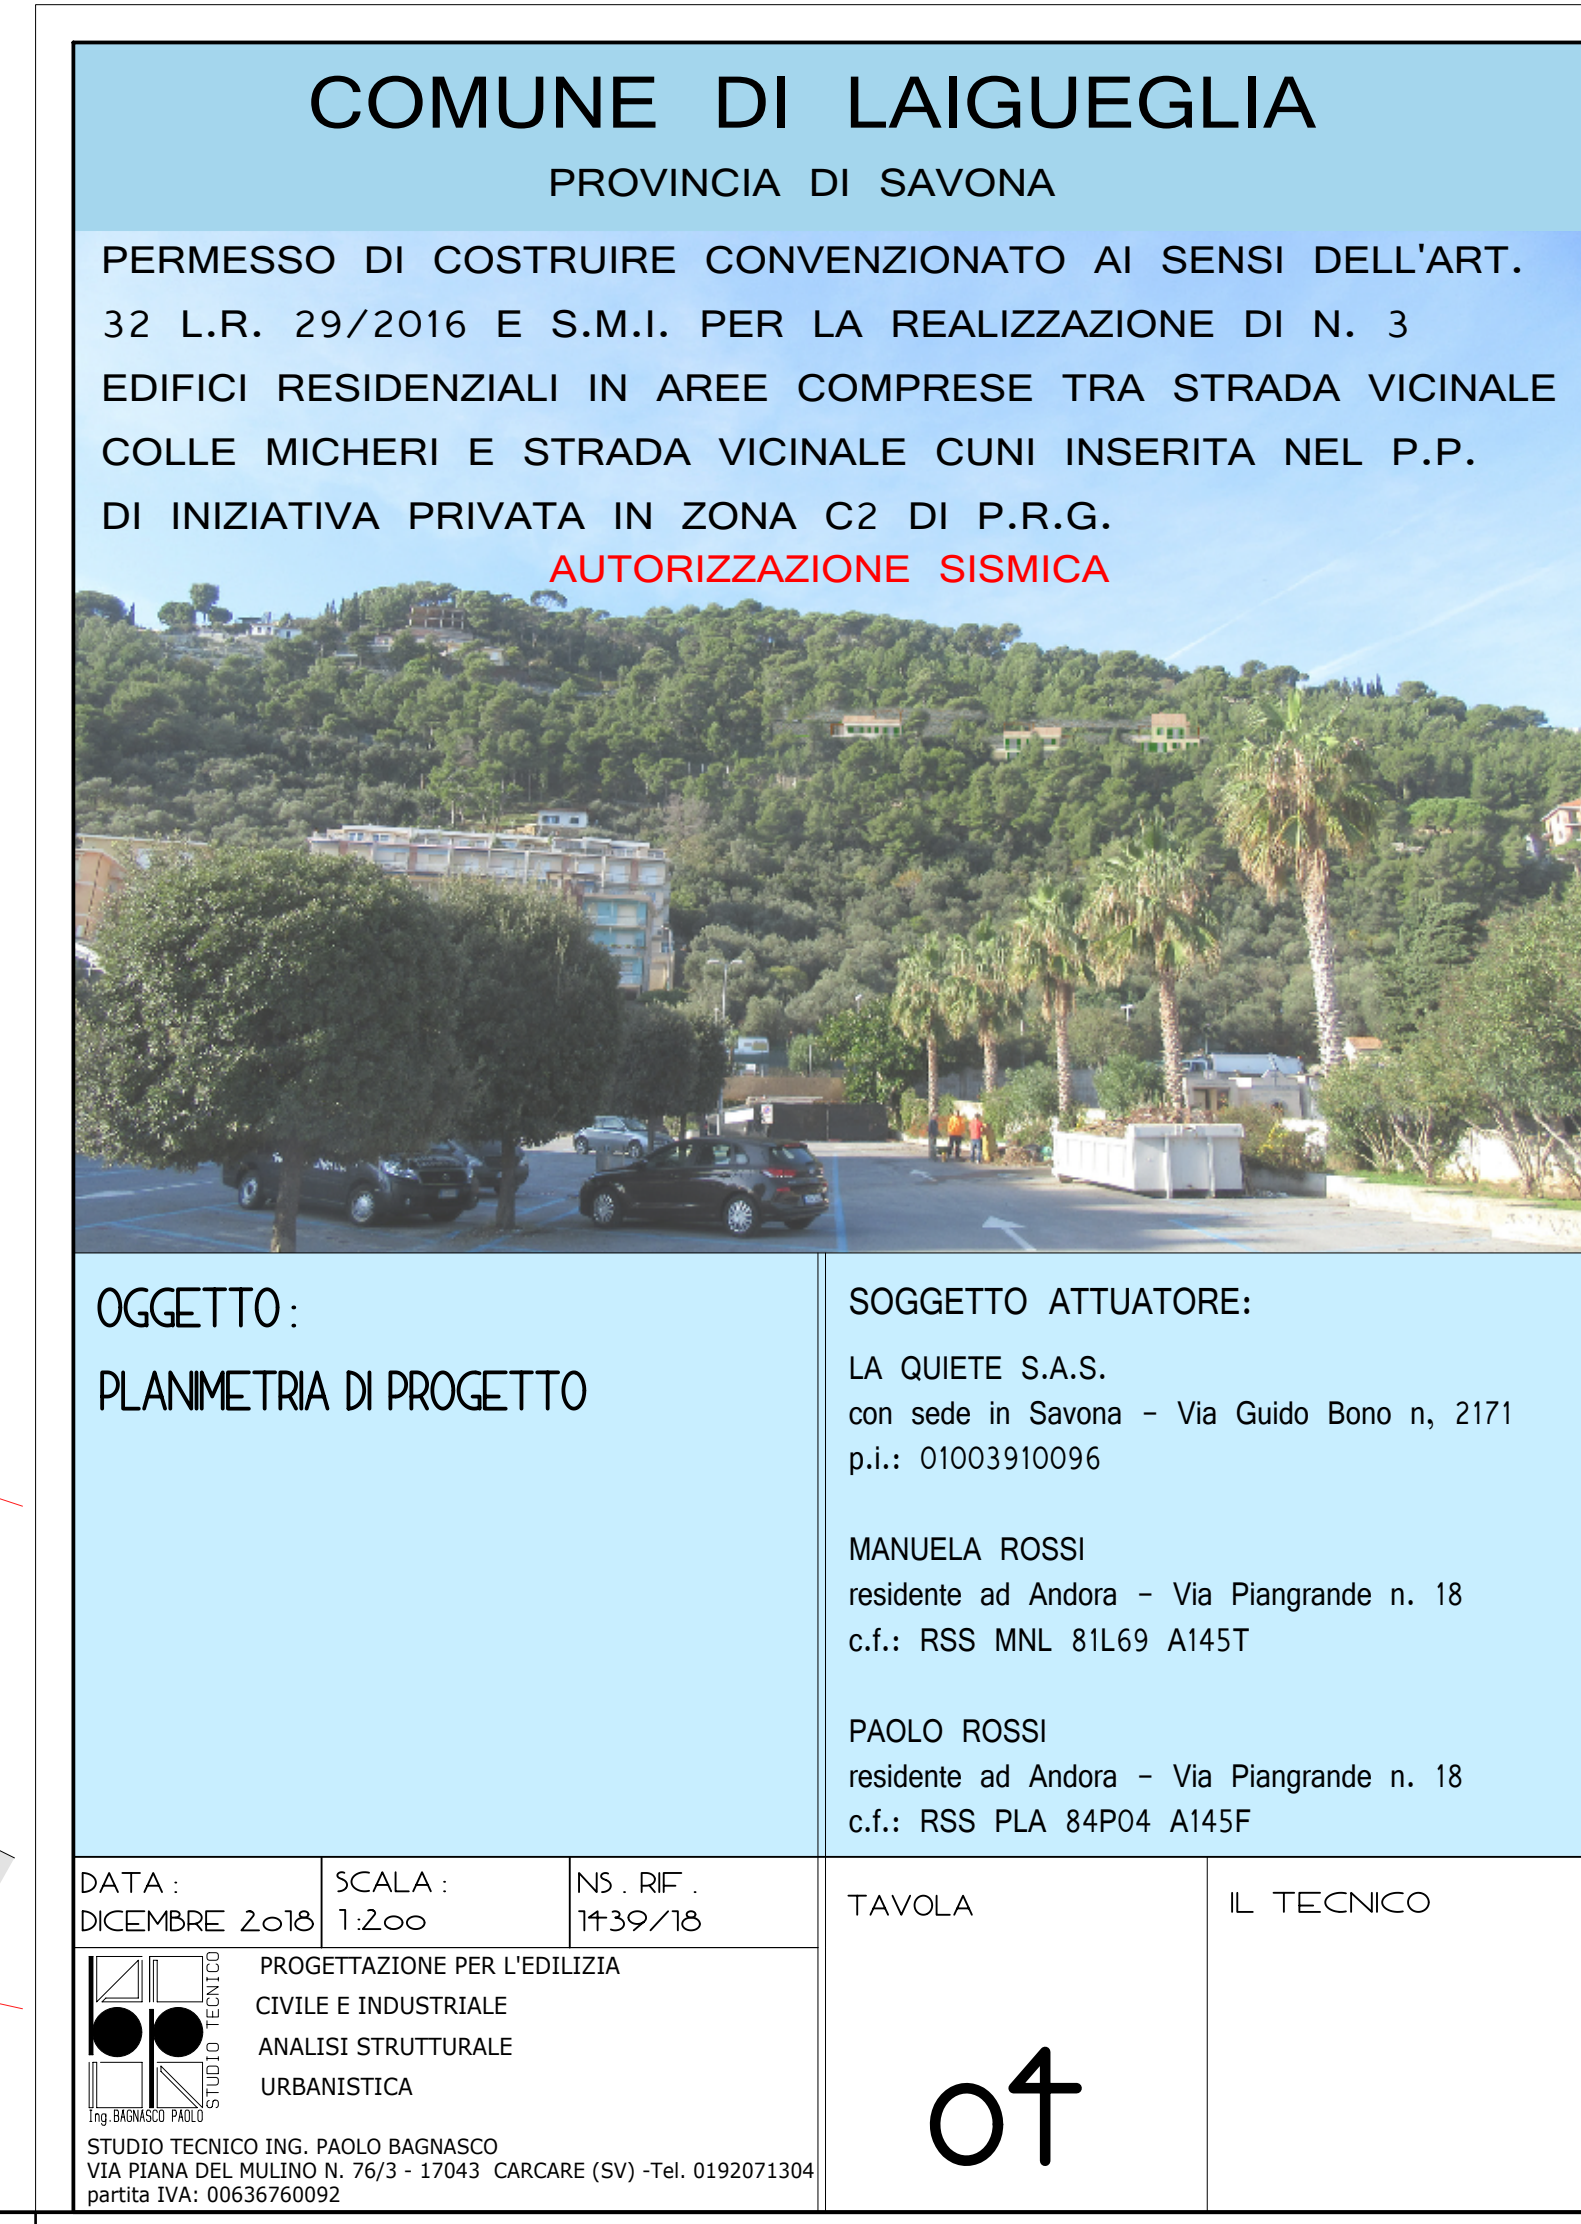 COMUNE DI LAIGUEGLIA
PROVINCIA DI SAVONA
PERMESSO DI COSTRUIRE CONVENZIONATO AI SENSI DELL'ART.
32 L.R. 29/2016 E S.M.I. PER LA REALIZZAZIONE DI N. 3
EDIFICI RESIDENZIALI IN AREE COMPRESE TRA STRADA VICINALE
COLLE MICHERI E STRADA VICINALE CUNI INSERITA NEL P.P.
DI INIZIATIVA PRIVATA IN ZONA C2 DI P.R.G.
AUTORIZZAZIONE SISMICA
OGGETTO:
PLANIMETRIA DI PROGETTO
SOGGETTO ATTUATORE:
LA QUIETE S.A.S.
con sede in Savona - Via Guido Bono n, 2171
p.i.: 01003910096
MANUELA ROSSI
residente ad Andora - Via Piangrande n. 18
c.f.: RSS MNL 81L69 A145T
PAOLO ROSSI
residente ad Andora - Via Piangrande n. 18
c.f.: RSS PLA 84P04 A145F
DATA:
DICEMBRE 2018
SCALA:
1:200
NS. RIF.
1439/18
TAVOLA
04
IL TECNICO
STUDIO TECNICO
Ing.BAGNASCO PAOLO
PROGETTAZIONE PER L'EDILIZIA
CIVILE E INDUSTRIALE
ANALISI STRUTTURALE
URBANISTICA
STUDIO TECNICO ING. PAOLO BAGNASCO
VIA PIANA DEL MULINO N. 76/3 - 17043 CARCARE (SV) -Tel. 0192071304
partita IVA: 00636760092